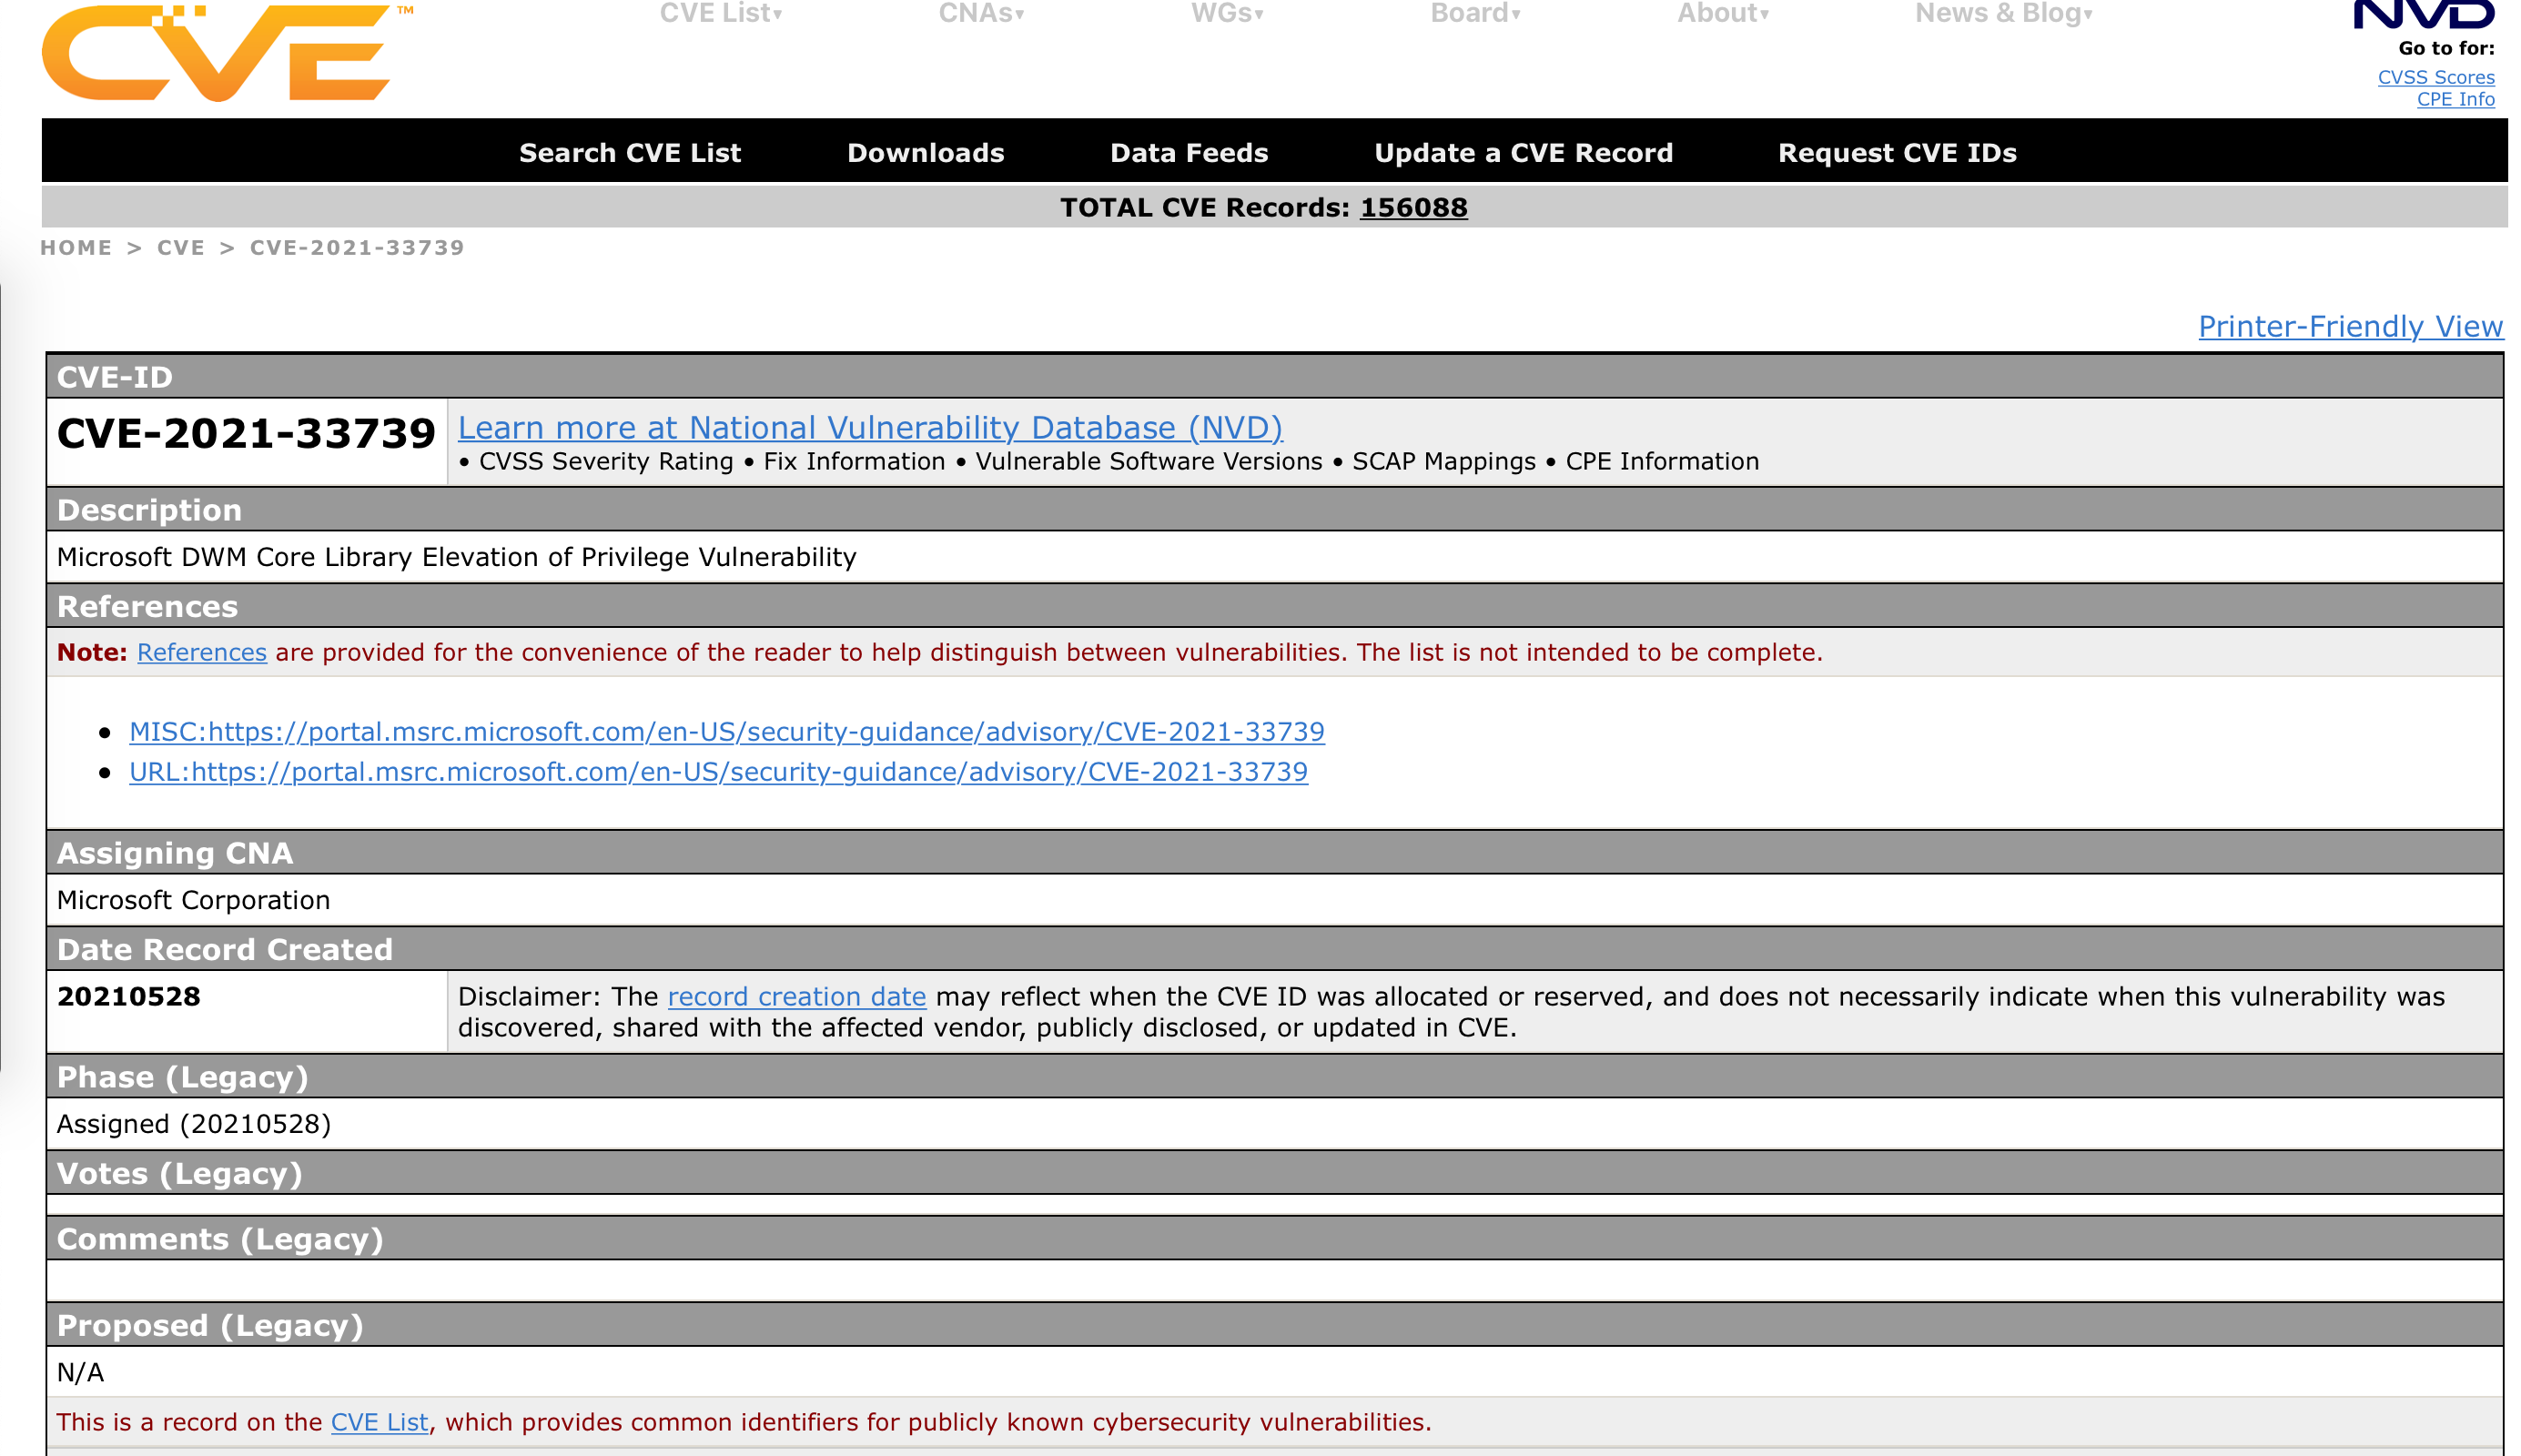 CVE™
CVE List▾ CNAs▾ WGs▾ Board▾ About▾ News & Blog▾
NVD
Go to for:
CVSS Scores
CPE Info
Search CVE List Downloads Data Feeds Update a CVE Record Request CVE IDs
TOTAL CVE Records: 156088
HOME > CVE > CVE-2021-33739
Printer-Friendly View
CVE-ID
CVE-2021-33739 Learn more at National Vulnerability Database (NVD)
• CVSS Severity Rating • Fix Information • Vulnerable Software Versions • SCAP Mappings • CPE Information
Description
Microsoft DWM Core Library Elevation of Privilege Vulnerability
References
Note: References are provided for the convenience of the reader to help distinguish between vulnerabilities. The list is not intended to be complete.
• MISC:https://portal.msrc.microsoft.com/en-US/security-guidance/advisory/CVE-2021-33739
• URL:https://portal.msrc.microsoft.com/en-US/security-guidance/advisory/CVE-2021-33739
Assigning CNA
Microsoft Corporation
Date Record Created
20210528 Disclaimer: The record creation date may reflect when the CVE ID was allocated or reserved, and does not necessarily indicate when this vulnerability was
discovered, shared with the affected vendor, publicly disclosed, or updated in CVE.
Phase (Legacy)
Assigned (20210528)
Votes (Legacy)
Comments (Legacy)
Proposed (Legacy)
N/A
This is a record on the CVE List, which provides common identifiers for publicly known cybersecurity vulnerabilities.